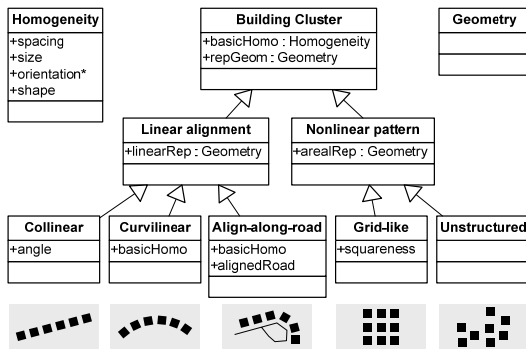 Homogeneity
+spacing
+size
+orientation*
+shape
Building Cluster
+basicHomo : Homogeneity
+repGeom : Geometry
Geometry
Linear alignment
+linearRep : Geometry
Nonlinear pattern
+arealRep : Geometry
Collinear
+angle
Curvilinear
+basicHomo
Align-along-road
+basicHomo
+alignedRoad
Grid-like
+squareness
Unstructured